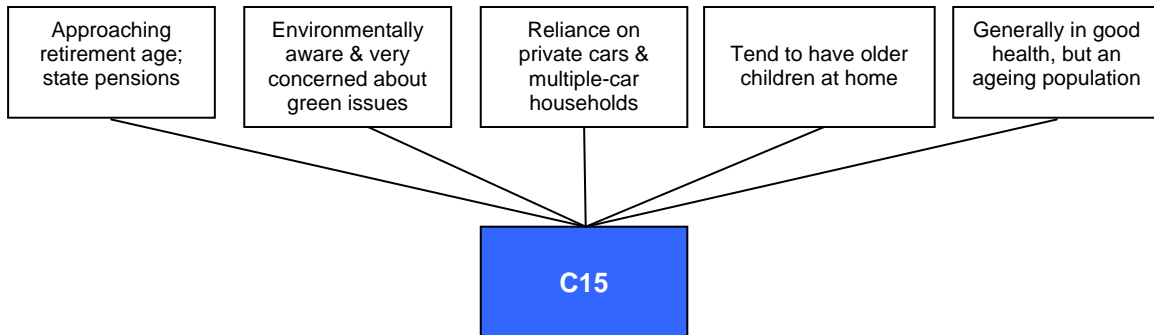 Approaching
retirement age;
state pensions
Environmentally
aware & very
concerned about
green issues
Reliance on
private cars &
multiple-car
households
Tend to have older
children at home
Generally in good
health, but an
ageing population
C15